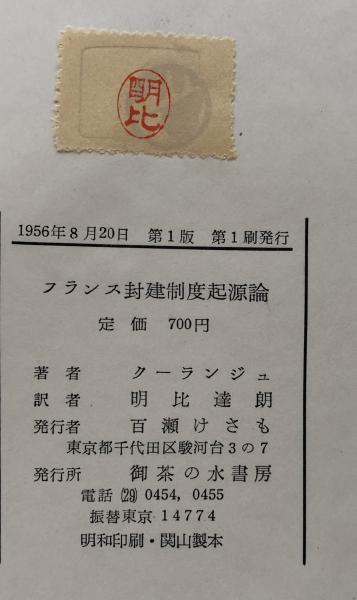 明比
1956年8月20日 第1版 第1刷発行
フランス封建制度起源論
定価 700円
著者 クーランジュ
訳者 明比達朗
発行者 百瀬けさも
東京都千代田区駿河台3の7
発行所 御茶の水書房
電話(29)0454, 0455
振替東京 14774
明和印刷・関山製本